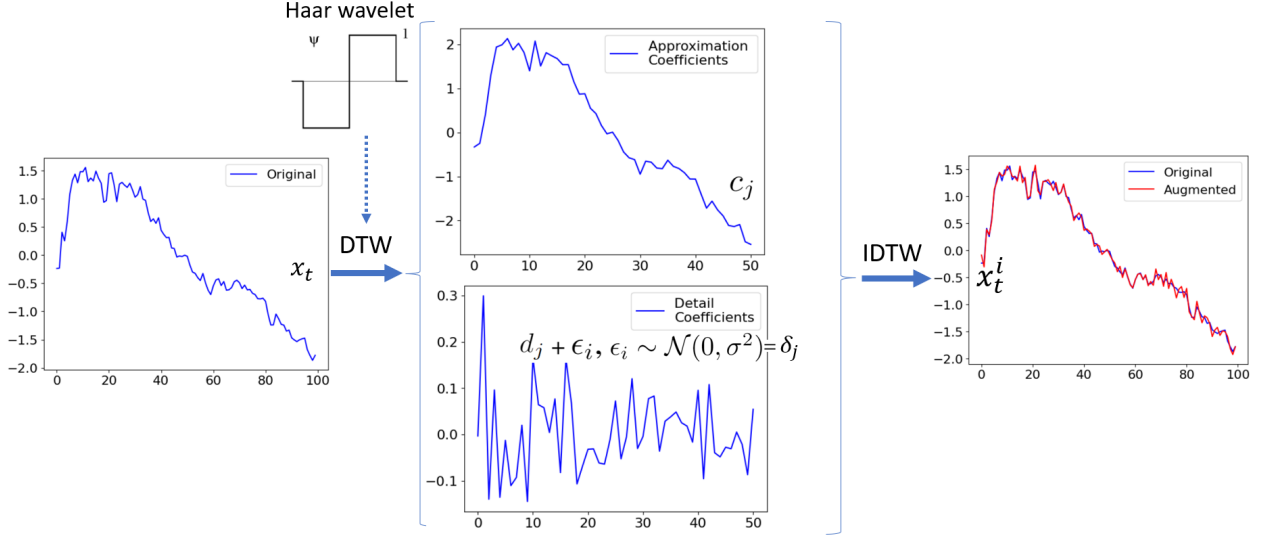 Haar wavelet
ψ
1
Original
1.5
1.0
0.5
0.0
−0.5
−1.0
−1.5
−2.0
0 20 40 60 80 100
x_t
DTW
Approximation
Coefficients
2
1
0
−1
−2
c_j
0 10 20 30 40 50
Detail
Coefficients
0.3
0.2
0.1
0.0
−0.1
d_j + ϵ_i, ϵ_i ∼ N(0, σ²)=δ_j
0 10 20 30 40 50
IDTW
Original
Augmented
1.5
1.0
0.5
0.0
−0.5
−1.0
−1.5
−2.0
x_t^i
0 20 40 60 80 100